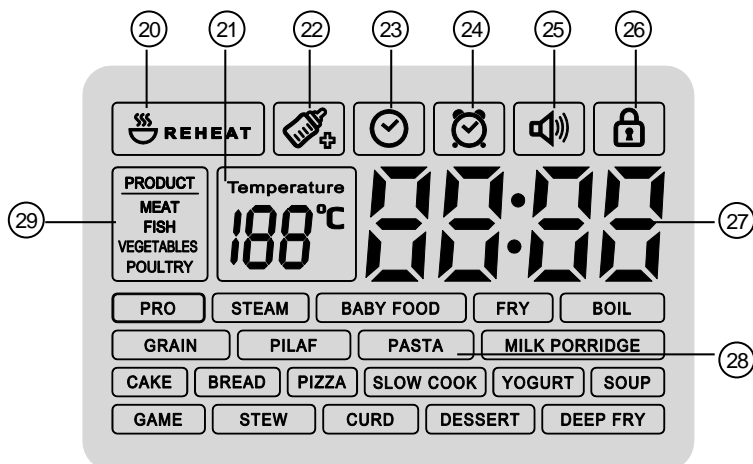 20 21 22 23 24 25 26
REHEAT
PRODUCT
MEAT
FISH
VEGETABLES
POULTRY
29
Temperature
188°C
88:88
27
PRO STEAM BABY FOOD FRY BOIL
GRAIN PILAF PASTA MILK PORRIDGE
28
CAKE BREAD PIZZA SLOW COOK YOGURT SOUP
GAME STEW CURD DESSERT DEEP FRY